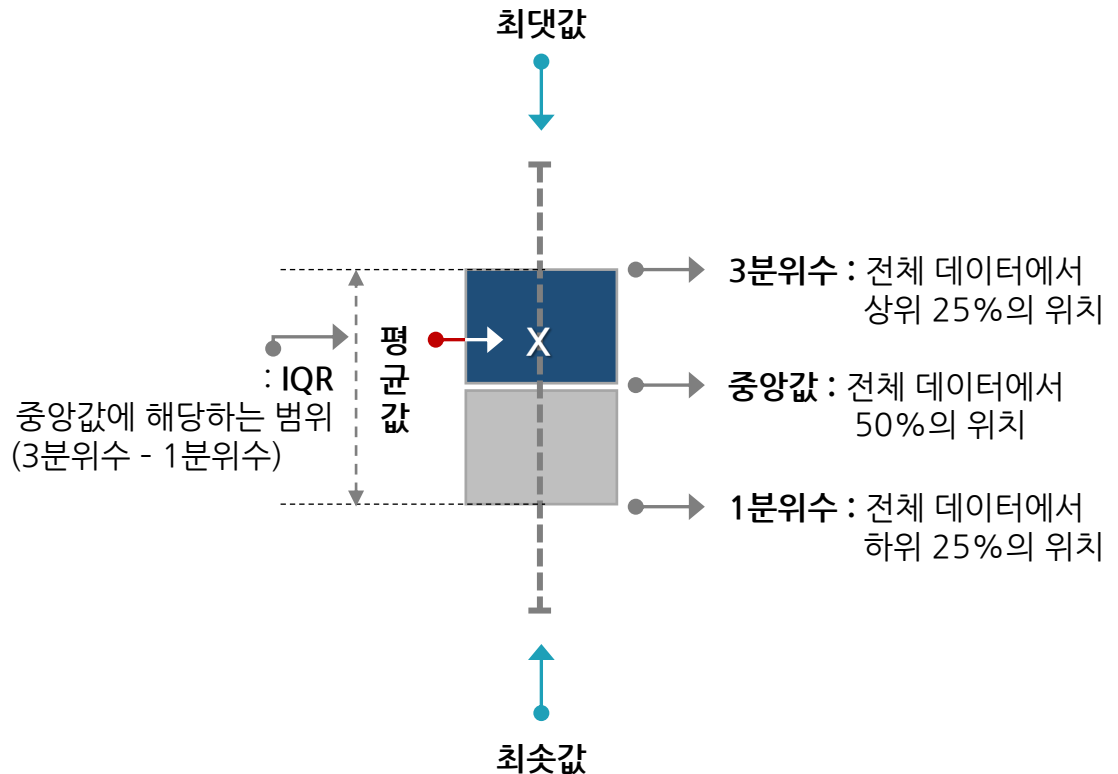 최댓값
3분위수 : 전체 데이터에서
상위 25%의 위치
평
균
값
X
: IQR
중앙값에 해당하는 범위
(3분위수 - 1분위수)
중앙값 : 전체 데이터에서
50%의 위치
1분위수 : 전체 데이터에서
하위 25%의 위치
최솟값